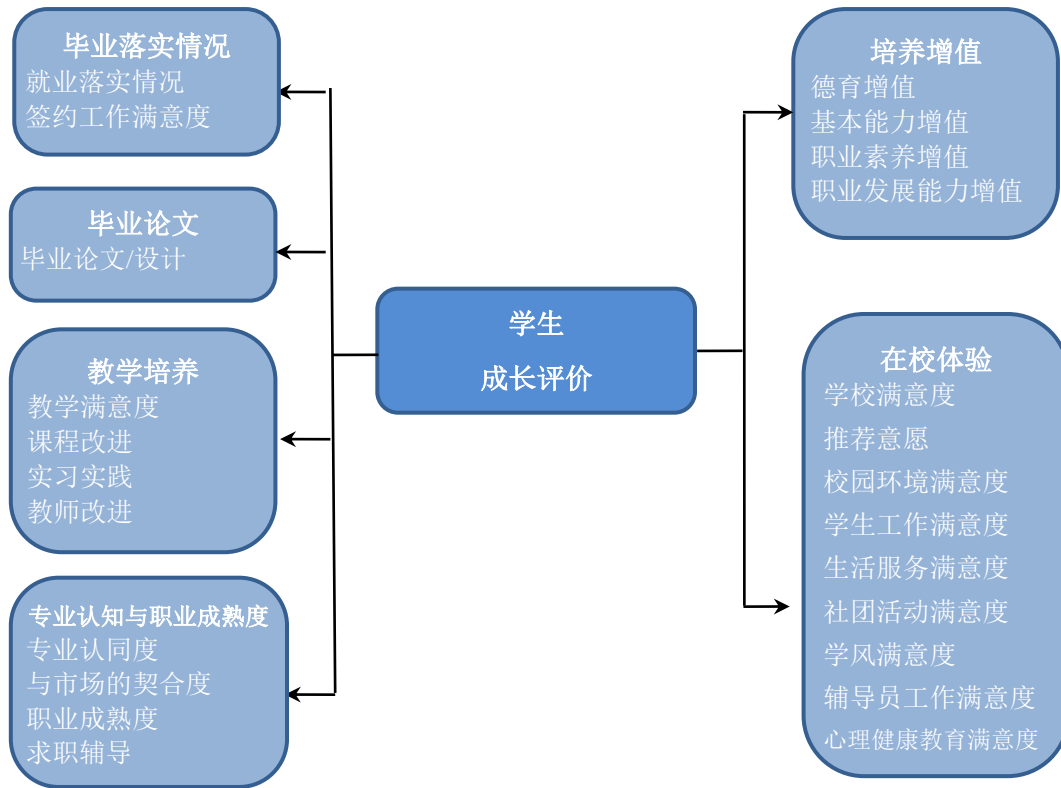 毕业落实情况
就业落实情况
签约工作满意度
毕业论文
毕业论文/设计
教学培养
教学满意度
课程改进
实习实践
教师改进
专业认知与职业成熟度
专业认同度
与市场的契合度
职业成熟度
求职辅导
学生
成长评价
培养增值
德育增值
基本能力增值
职业素养增值
职业发展能力增值
在校体验
学校满意度
推荐意愿
校园环境满意度
学生工作满意度
生活服务满意度
社团活动满意度
学风满意度
辅导员工作满意度
心理健康教育满意度